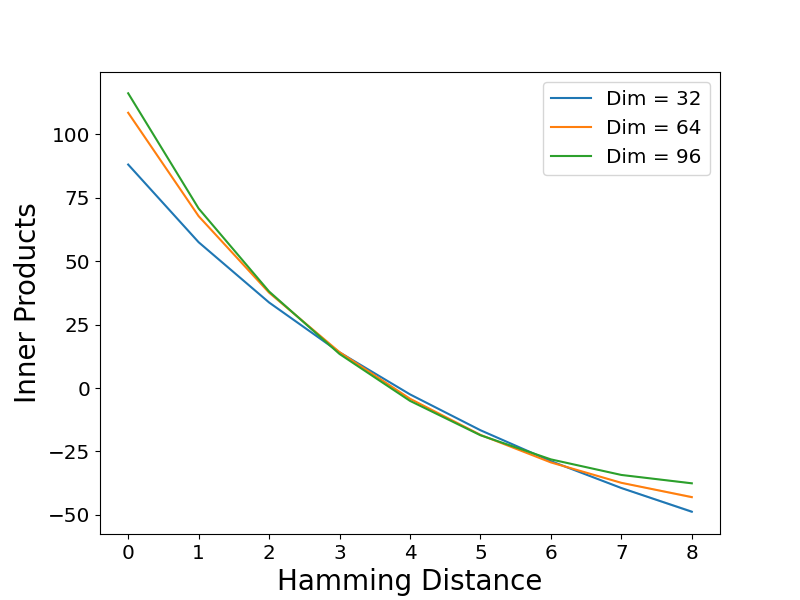 Dim = 32
Dim = 64
Dim = 96
100
75
50
25
0
−25
−50
Inner Products
0 1 2 3 4 5 6 7 8
Hamming Distance